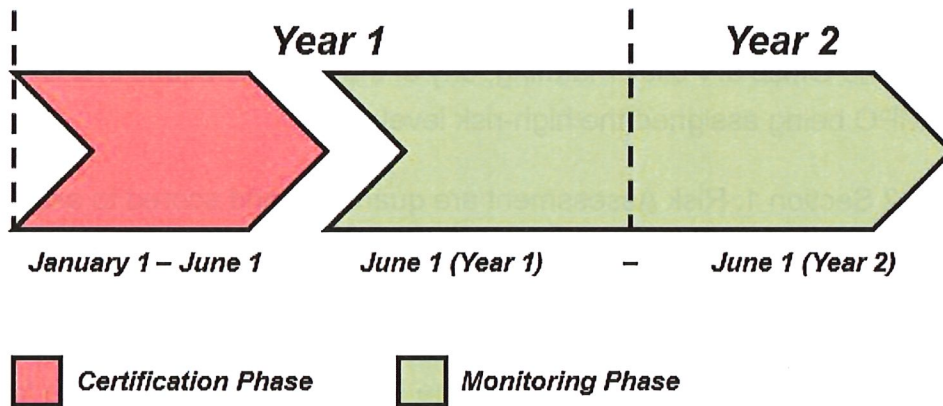 Year 1 Year 2
January 1 – June 1 June 1 (Year 1) – June 1 (Year 2)
Certification Phase Monitoring Phase